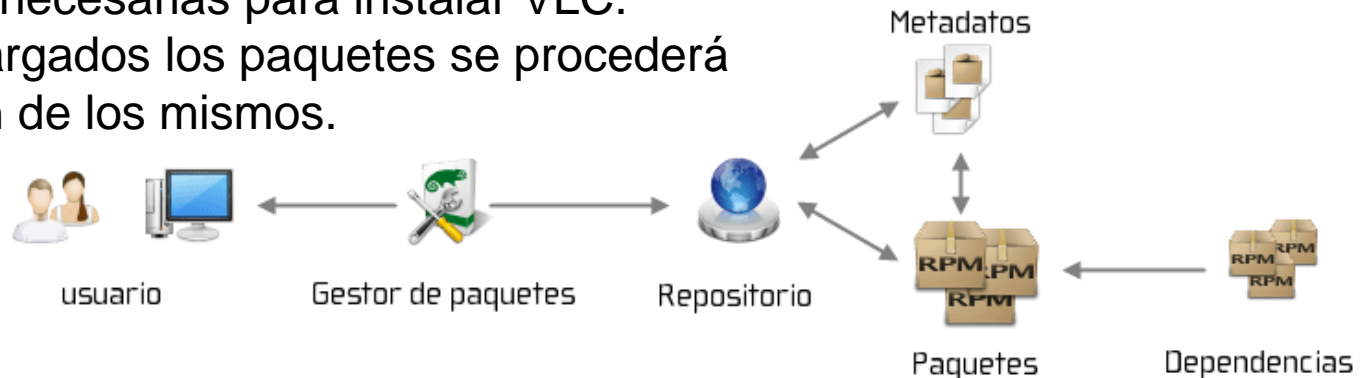 necesarias para instalar VLC.
argados los paquetes se procederá
de los mismos.
Metadatos
usuario
Gestor de paquetes
Repositorio
RPM
RPM
RPM
RPM
RPM
RPM
Paquetes
Dependencias